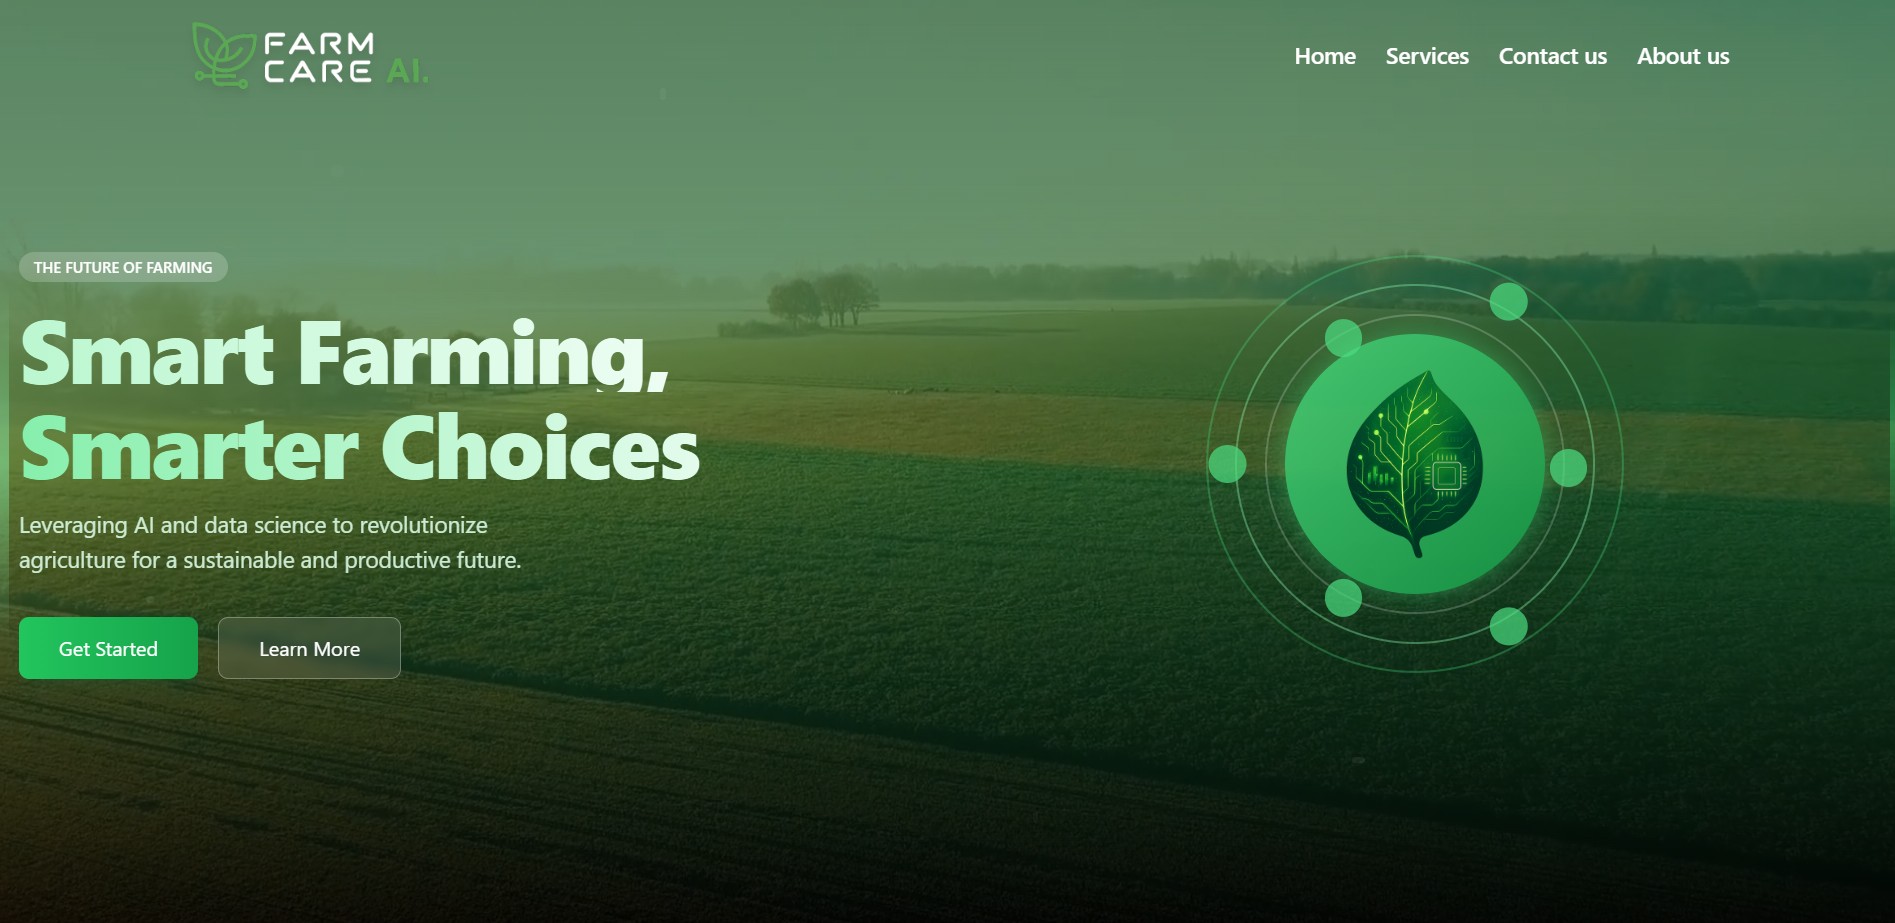 FARM
CARE AI.
Home Services Contact us About us
THE FUTURE OF FARMING
Smart Farming,
Smarter Choices
Leveraging AI and data science to revolutionize
agriculture for a sustainable and productive future.
Get Started Learn More